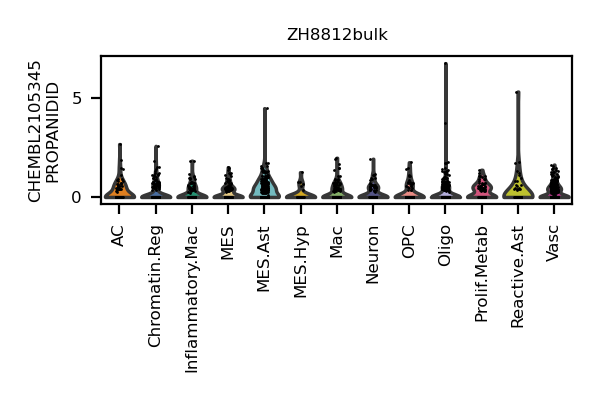 ZH8812bulk
CHEMBL2105345
PROPANIDID
5
0
AC
Chromatin.Reg
Inflammatory.Mac
MES
MES.Ast
MES.Hyp
Mac
Neuron
OPC
Oligo
Prolif.Metab
Reactive.Ast
Vasc